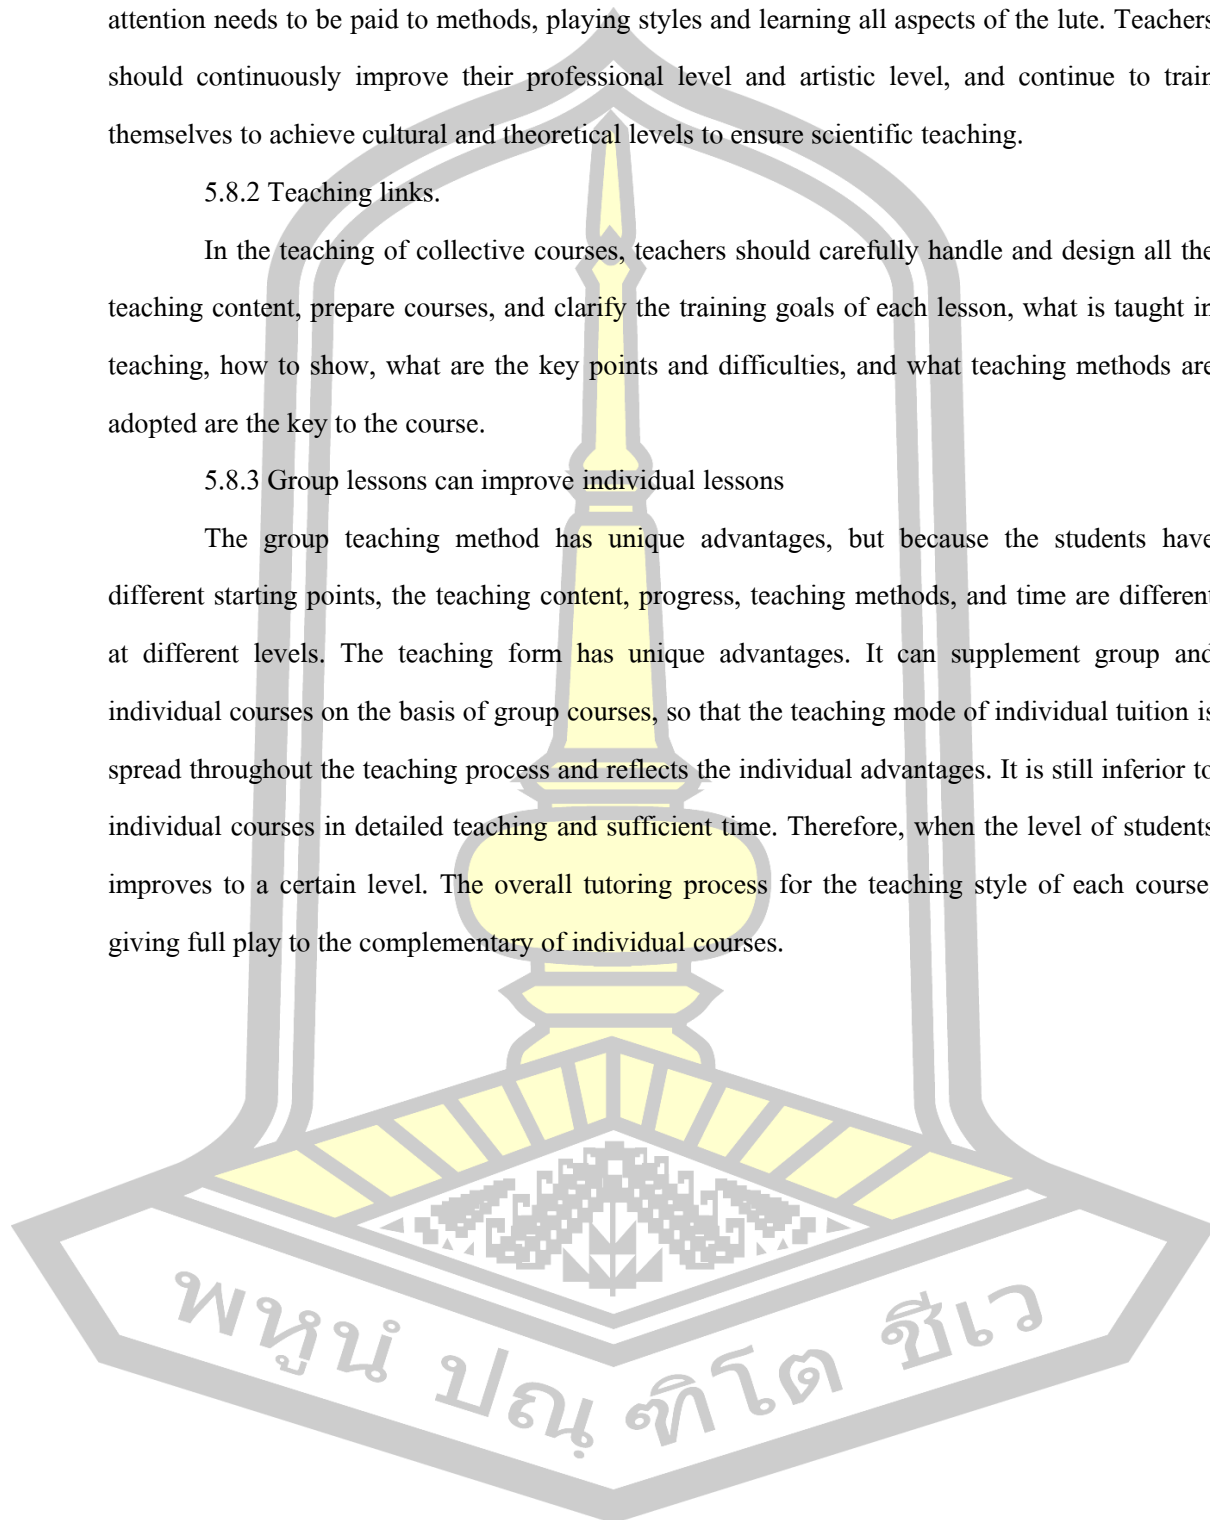 attention needs to be paid to methods, playing styles and learning all aspects of the lute. Teachers
should continuously improve their professional level and artistic level, and continue to train
themselves to achieve cultural and theoretical levels to ensure scientific teaching.
5.8.2 Teaching links.
In the teaching of collective courses, teachers should carefully handle and design all the
teaching content, prepare courses, and clarify the training goals of each lesson, what is taught in
teaching, how to show, what are the key points and difficulties, and what teaching methods are
adopted are the key to the course.
5.8.3 Group lessons can improve individual lessons
The group teaching method has unique advantages, but because the students have
different starting points, the teaching content, progress, teaching methods, and time are different
at different levels. The teaching form has unique advantages. It can supplement group and
individual courses on the basis of group courses, so that the teaching mode of individual tuition is
spread throughout the teaching process and reflects the individual advantages. It is still inferior to
individual courses in detailed teaching and sufficient time. Therefore, when the level of students
improves to a certain level. The overall tutoring process for the teaching style of each course
giving full play to the complementary of individual courses.
พหูนํ ปณฺฑิโต ชีเว